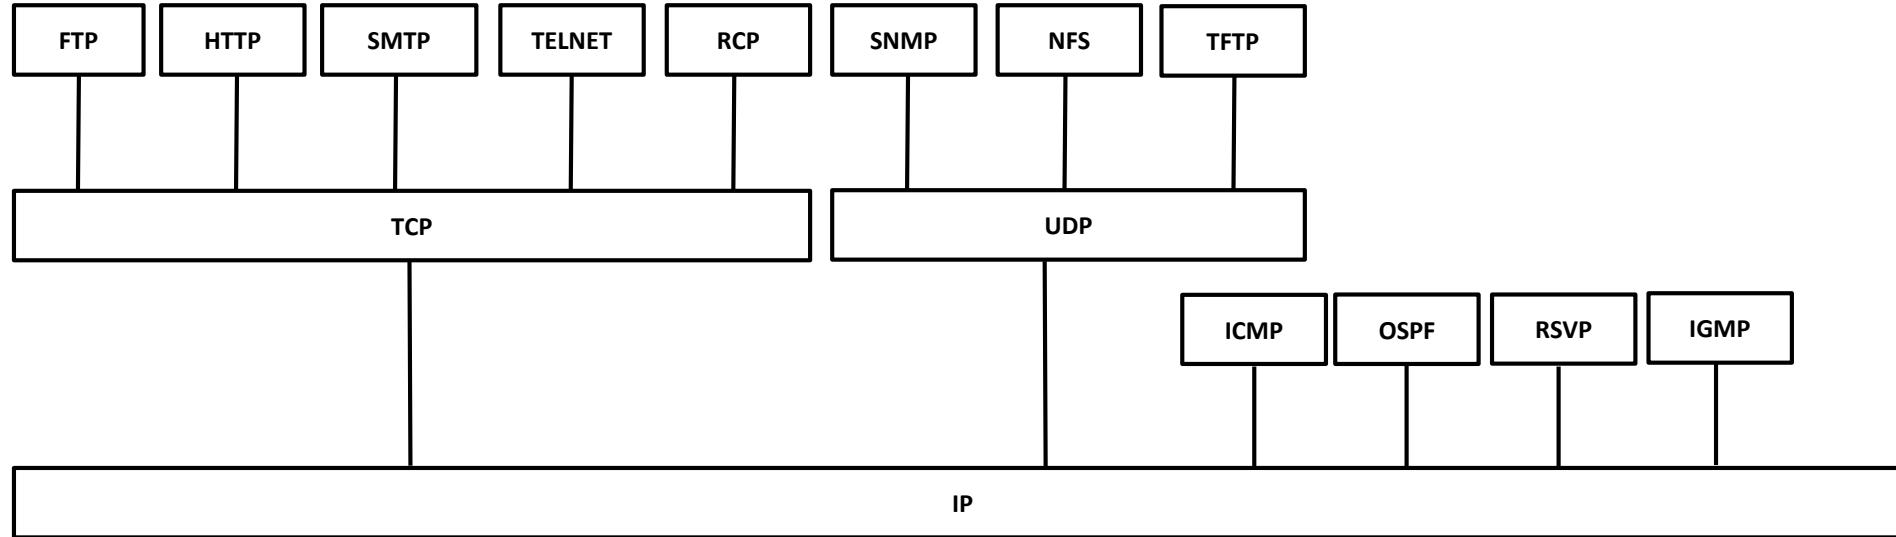 FTP HTTP SMTP TELNET RCP SNMP NFS TFTP
TCP UDP
ICMP OSPF RSVP IGMP
IP